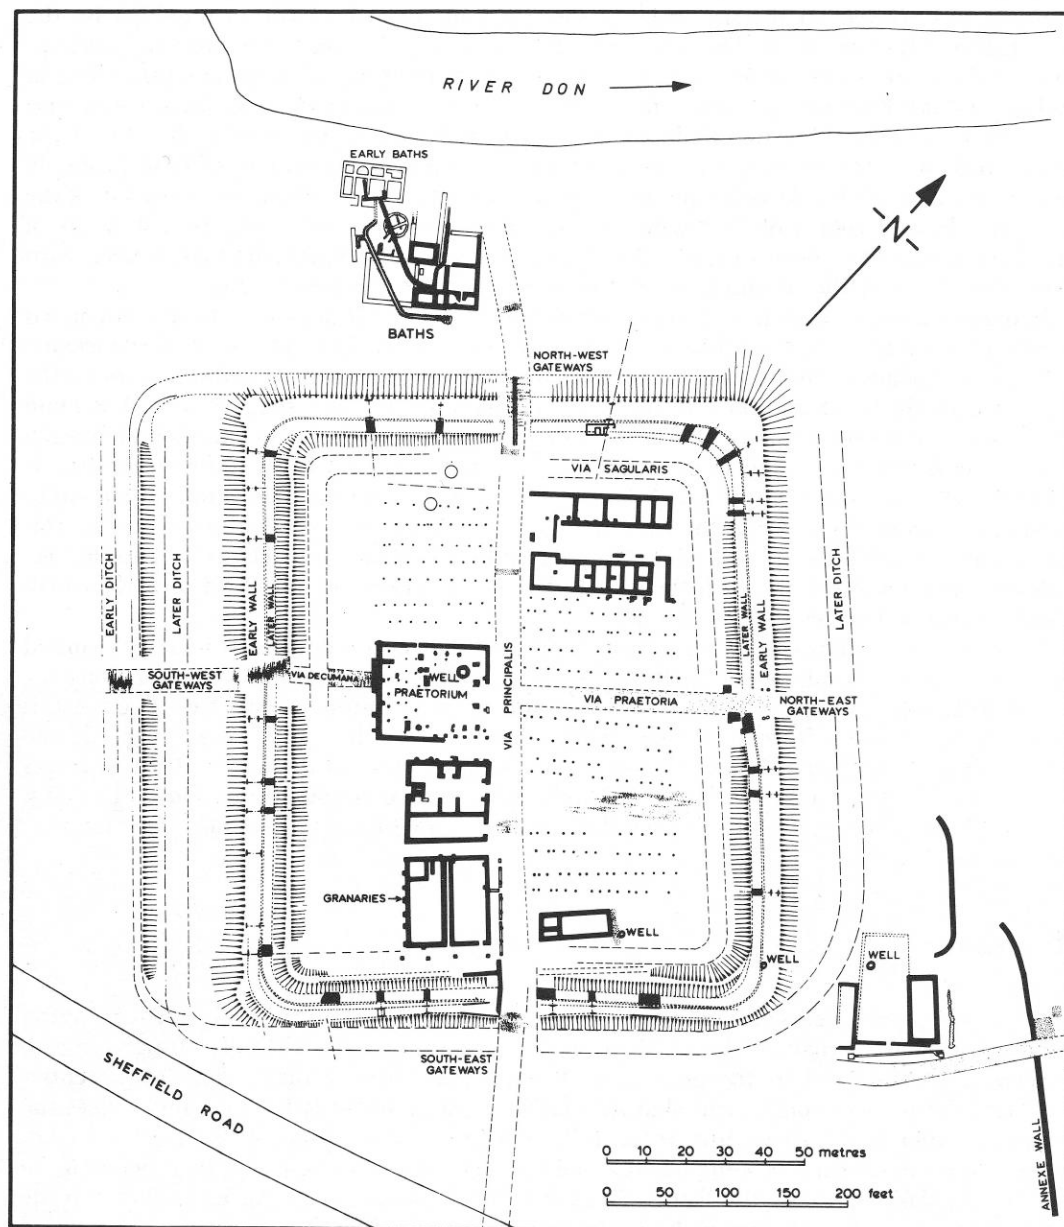 RIVER DON
EARLY BATHS
N
BATHS
NORTH-WEST
GATEWAYS
VIA SAGULARIS
EARLY DITCH
LATER DITCH
EARLY WALL
LATER WALL
LATER WALL
EARLY WALL
LATER DITCH
SOUTH-WEST
GATEWAYS
VIA DECUMANA
WELL
PRAETORIUM
VIA PRINCIPALIS
VIA PRAETORIA
NORTH-EAST
GATEWAYS
GRANARIES
WELL
WELL
WELL
SOUTH-EAST
GATEWAYS
SHEFFIELD ROAD
ANNEXE WALL
0 10 20 30 40 50 metres
0 50 100 150 200 feet